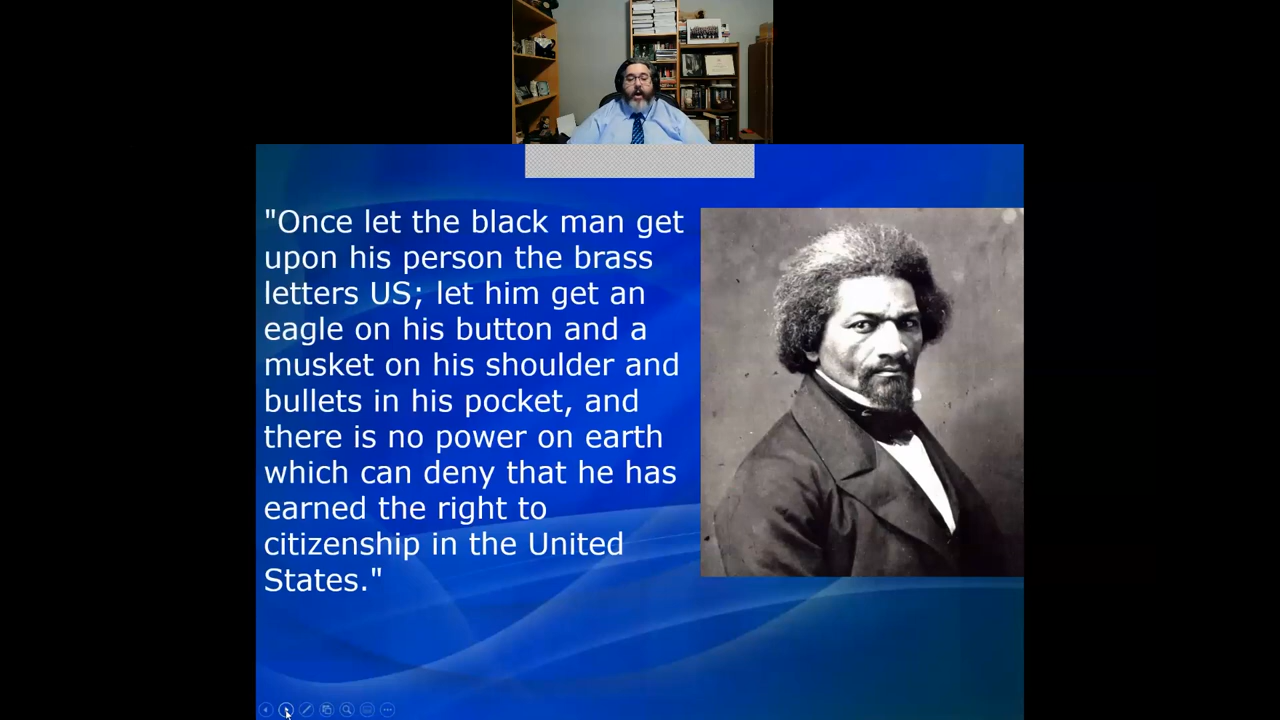 "Once let the black man get
upon his person the brass
letters US; let him get an
eagle on his button and a
musket on his shoulder and
bullets in his pocket, and
there is no power on earth
which can deny that he has
earned the right to
citizenship in the United
States."